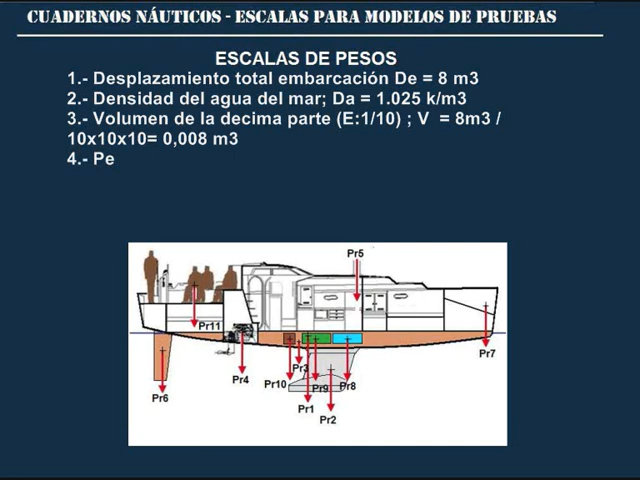 CUADERNOS NÁUTICOS - ESCALAS PARA MODELOS DE PRUEBAS
ESCALAS DE PESOS
1.- Desplazamiento total embarcación De = 8 m3
2.- Densidad del agua del mar; Da = 1.025 k/m3
3.- Volumen de la decima parte (E:1/10) ; V = 8m3 /
10x10x10= 0,008 m3
4.- Pe
Pr5
Pr11
Pr7
Pr3
Pr4
Pr10
Pr9
Pr8
Pr6
Pr1
Pr2